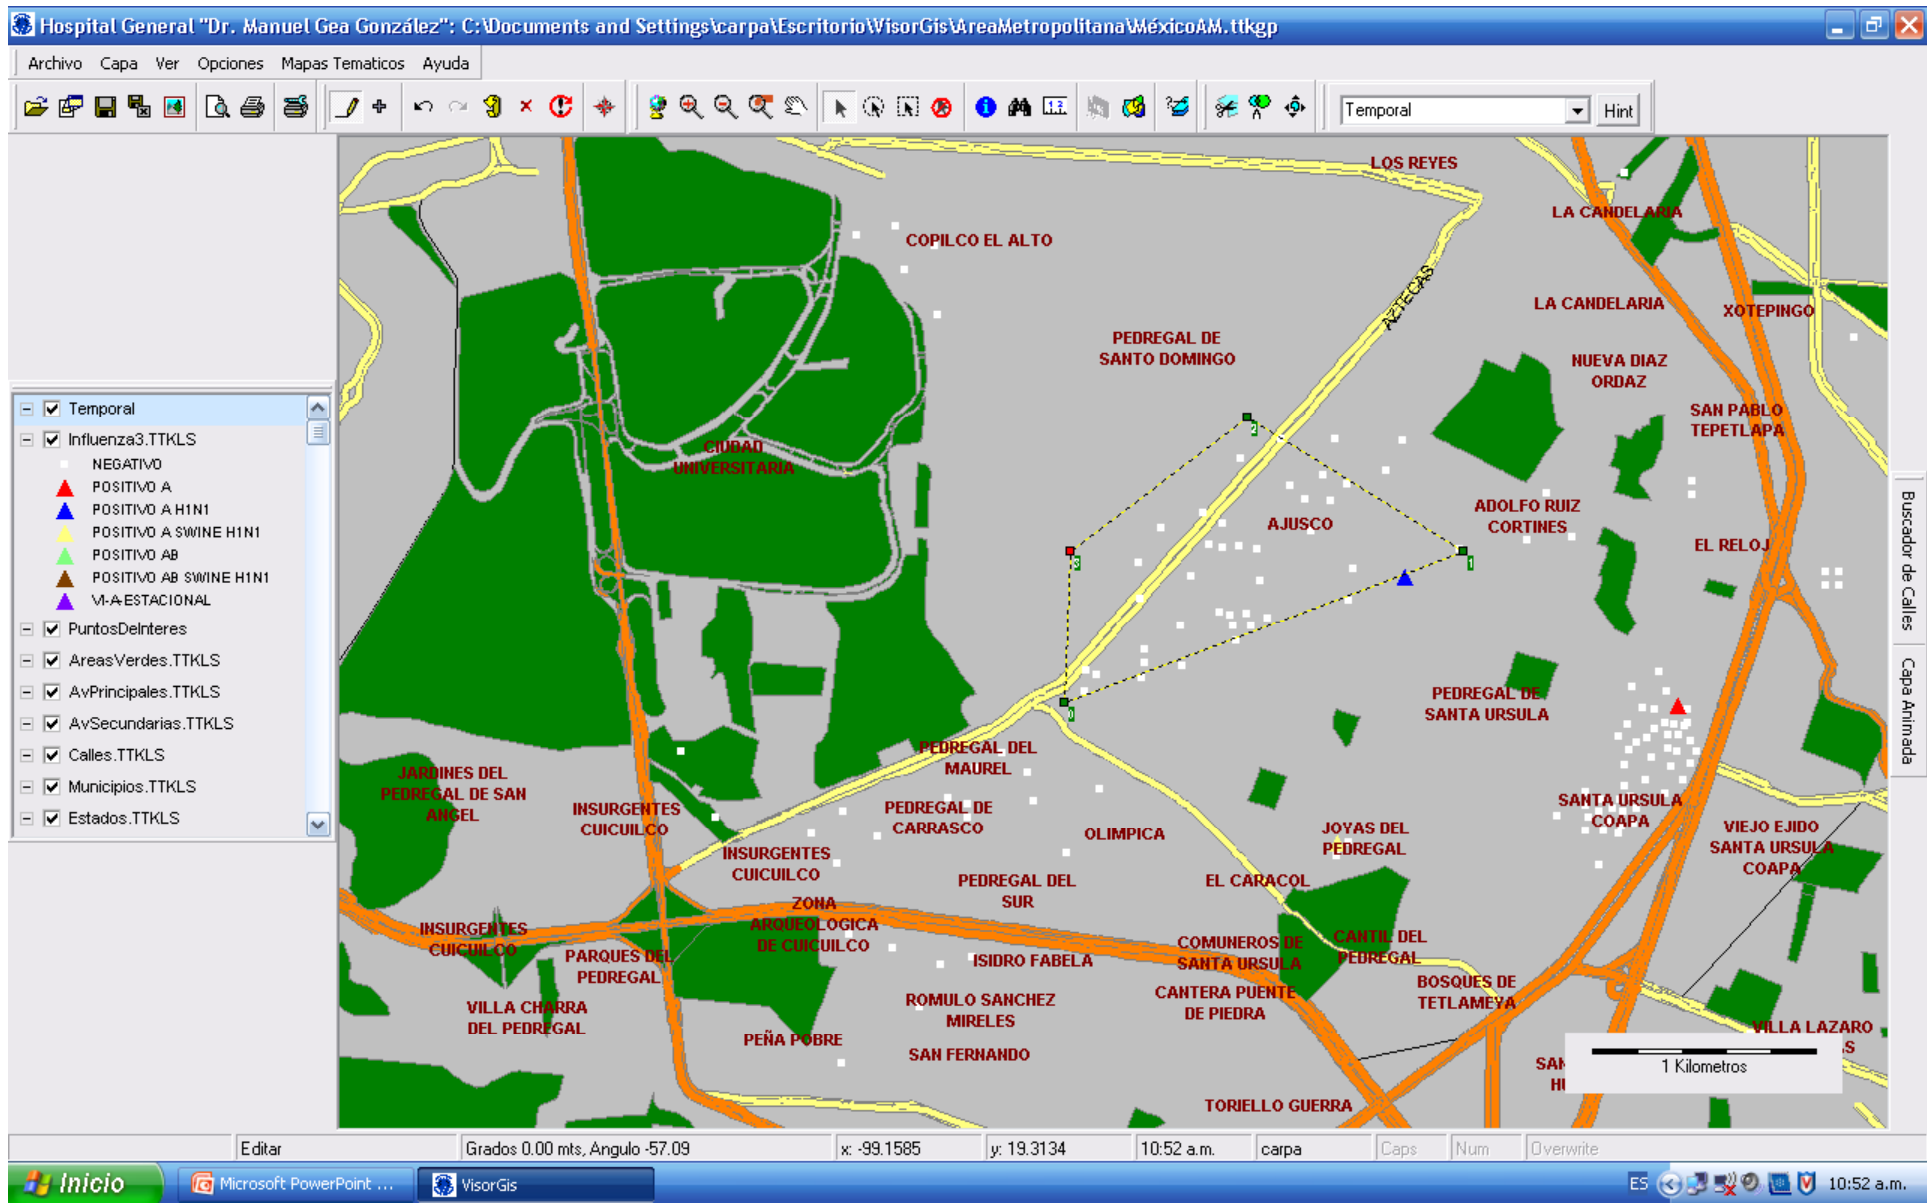 Hospital General "Dr. Manuel Gea González": C:\Documents and Settings\carpa\Escritorio\VisorGis\AreaMetropolitana\MéxicoAM.ttkgp
Archivo Capa Ver Opciones Mapas Tematicos Ayuda
Temporal
Hint
Temporal
Influenza3.TTKLS
NEGATIVO
POSITIVO A
POSITIVO A H1N1
POSITIVO A SWINE H1N1
POSITIVO AB
POSITIVO AB SWINE H1N1
VI-A-ESTACIONAL
PuntosDeInteres
AreasVerdes.TTKLS
AvPrincipales.TTKLS
AvSecundarias.TTKLS
Calles.TTKLS
Municipios.TTKLS
Estados.TTKLS
LOS REYES
LA CANDELARIA
COPILCO EL ALTO
AZTECAS
LA CANDELARIA
XOTEPINGO
PEDREGAL DE
SANTO DOMINGO
NUEVA DIAZ
ORDAZ
SAN PABLO
TEPETLAPA
CIUDAD
UNIVERSITARIA
2
AJUSCO
ADOLFO RUIZ
CORTINES
EL RELOJ
3
1
0
PEDREGAL DE
SANTA URSULA
PEDREGAL DEL
MAUREL
JARDINES DEL
PEDREGAL DE SAN
ANGEL
INSURGENTES
CUICUILCO
PEDREGAL DE
CARRASCO
OLIMPICA
JOYAS DEL
PEDREGAL
SANTA URSULA
COAPA
VIEJO EJIDO
SANTA URSULA
COAPA
INSURGENTES
CUICUILCO
PEDREGAL DEL
SUR
EL CARACOL
ZONA
ARQUEOLOGICA
DE CUICUILCO
INSURGENTES
CUICUILCO
PARQUES DEL
PEDREGAL
ISIDRO FABELA
COMUNEROS DE
SANTA URSULA
CANTIL DEL
PEDREGAL
BOSQUES DE
TETLAMEYA
CANTERA PUENTE
DE PIEDRA
VILLA CHARRA
DEL PEDREGAL
ROMULO SANCHEZ
MIRELES
PEÑA POBRE
SAN FERNANDO
VILLA LAZARO
S
SAN
HU
1 Kilometros
TORIELLO GUERRA
Buscador de Calles
Capa Animada
Editar
Grados 0.00 mts, Angulo -57.09
x: -99.1585
y: 19.3134
10:52 a.m.
carpa
Caps
Num
Overwrite
Inicio
Microsoft PowerPoint ...
VisorGis
ES
10:52 a.m.